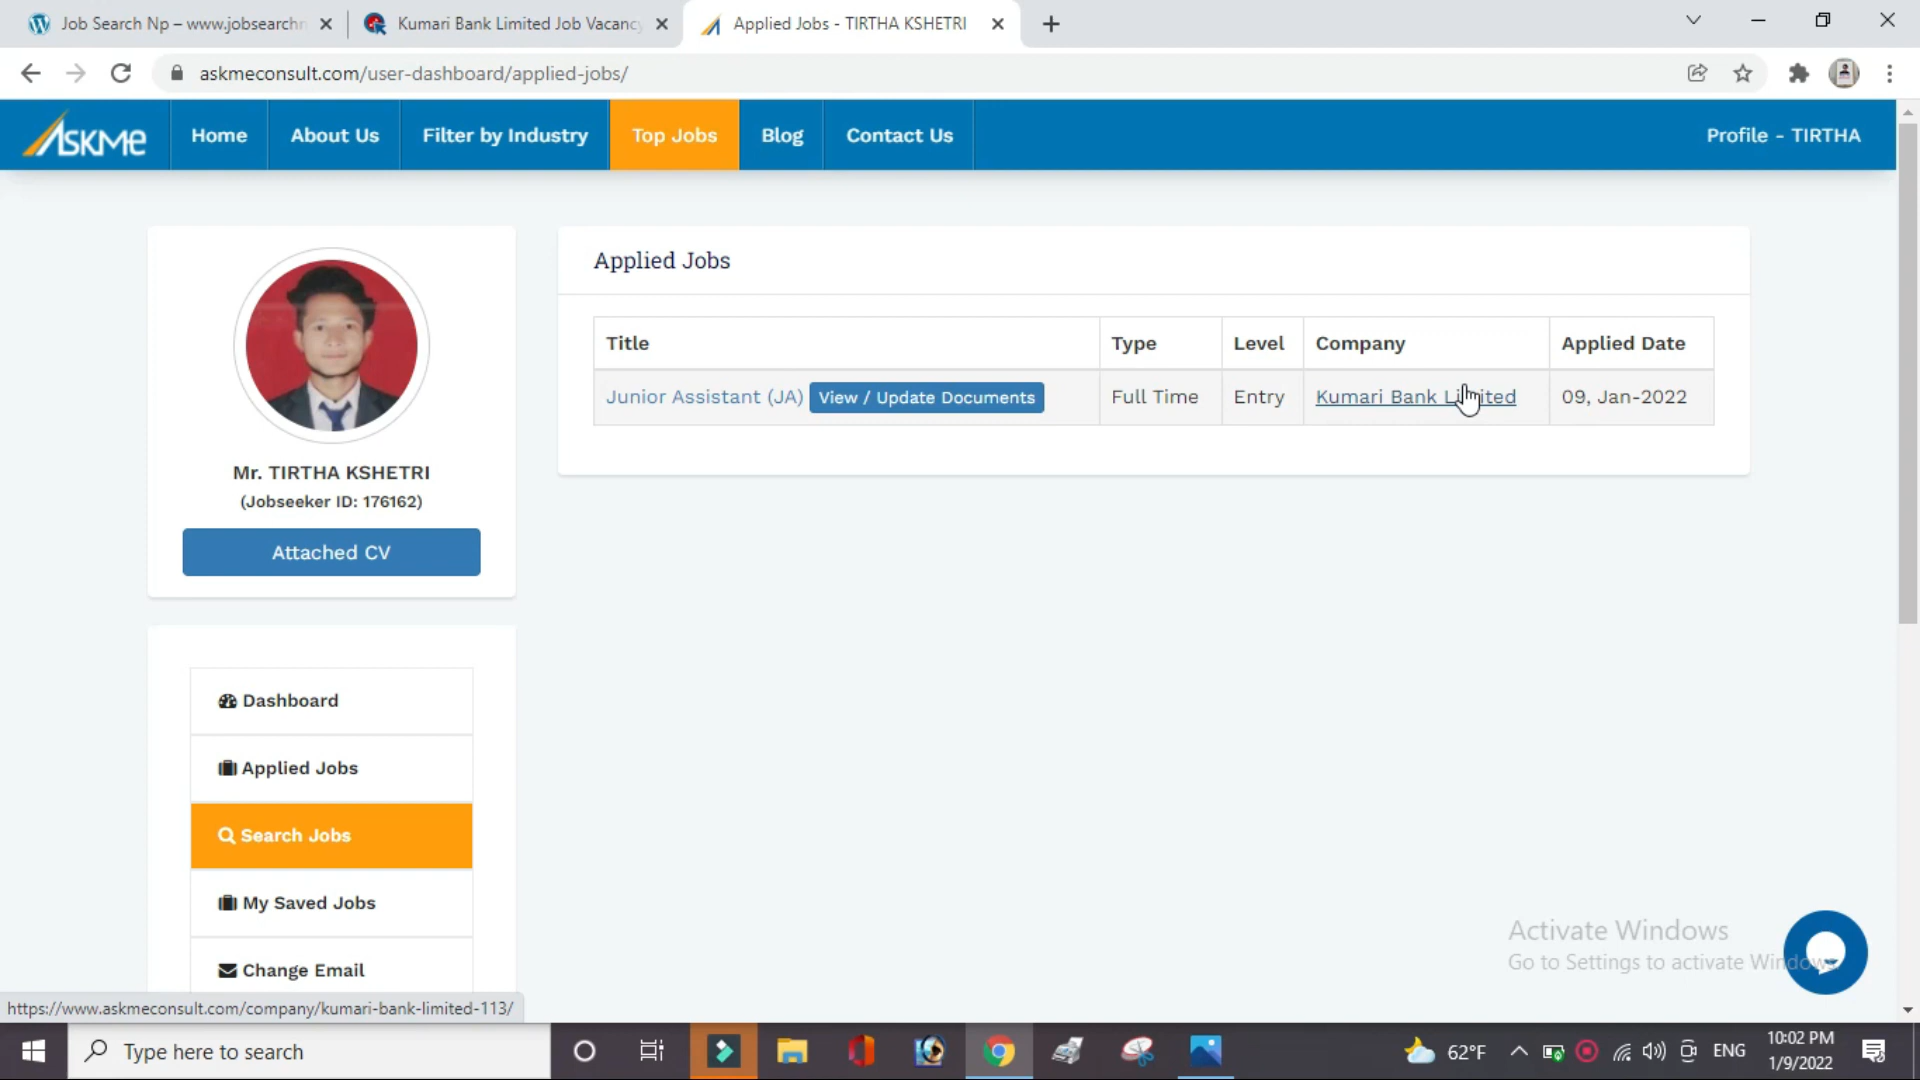 Job Search Np – www.jobsearchn
Kumari Bank Limited Job Vacancy
Applied Jobs - TIRTHA KSHETRI
askmeconsult.com/user-dashboard/applied-jobs/
ASKMe
Home
About Us
Filter by Industry
Top Jobs
Blog
Contact Us
Profile - TIRTHA
Mr. TIRTHA KSHETRI
(Jobseeker ID: 176162)
Attached CV
Dashboard
Applied Jobs
Search Jobs
My Saved Jobs
Change Email
Applied Jobs
Title Type Level Company Applied Date
Junior Assistant (JA) View / Update Documents Full Time Entry Kumari Bank Limited 09, Jan-2022
Activate Windows
Go to Settings to activate Windows.
https://www.askmeconsult.com/company/kumari-bank-limited-113/
Type here to search
62°F
ENG
10:02 PM
1/9/2022